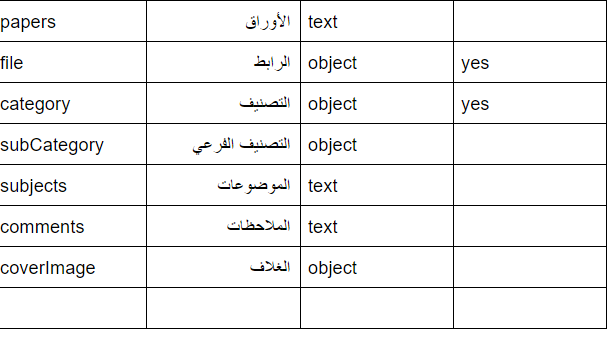 papers الأوراق text
file الرابط object yes
category التصنيف object yes
subCategory التصنيف الفرعي object
subjects الموضوعات text
comments الملاحظات text
coverImage الغلاف object